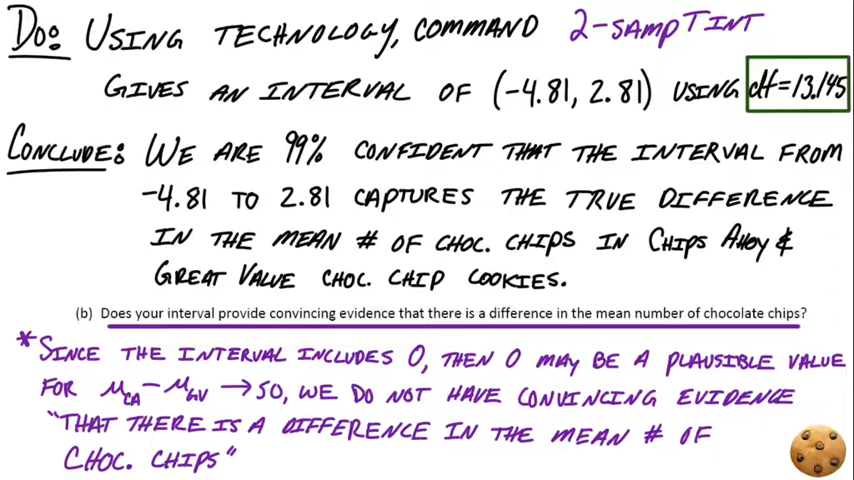 DO: USING TECHNOLOGY, COMMAND 2-SAMPTINT
GIVES AN INTERVAL OF (-4.81, 2.81) USING df=13.145
CONCLUDE: WE ARE 99% CONFIDENT THAT THE INTERVAL FROM
-4.81 TO 2.81 CAPTURES THE TRUE DIFFERENCE
IN THE MEAN # OF CHOC. CHIPS IN CHIPS AHOY &
GREAT VALUE CHOC. CHIP COOKIES.
(b) Does your interval provide convincing evidence that there is a difference in the mean number of chocolate chips?
*SINCE THE INTERVAL INCLUDES 0, THEN 0 MAY BE A PLAUSIBLE VALUE
FOR μCA-μGV → SO, WE DO NOT HAVE CONVINCING EVIDENCE
"THAT THERE IS A DIFFERENCE IN THE MEAN # OF
CHOC. CHIPS"